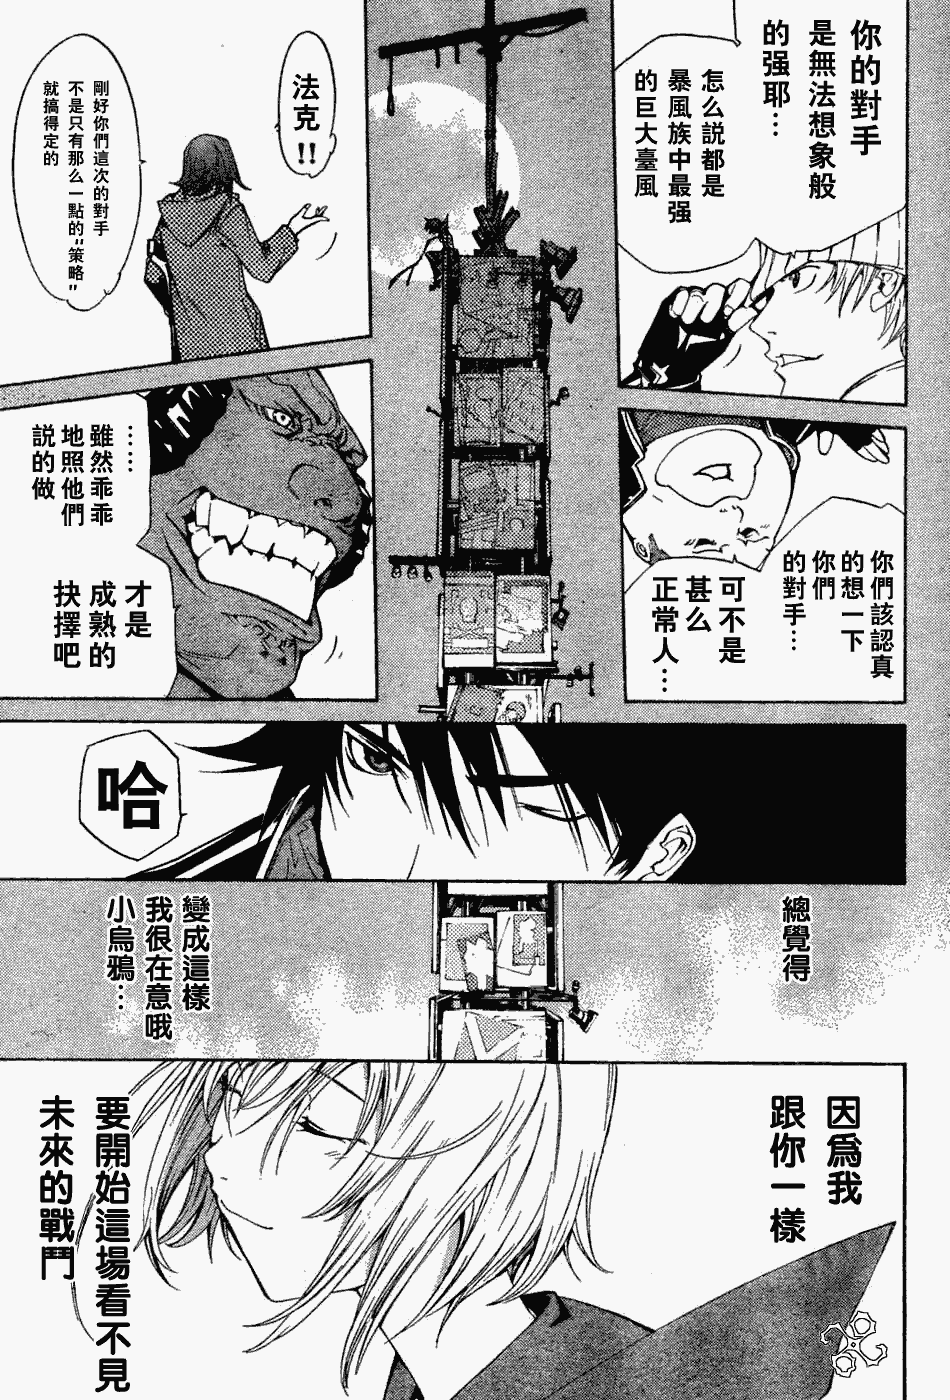 你的對手
是無法想象般
的强耶…
怎么説都是
暴風族中最强
的巨大臺風
法克!!
剛好你們這次的對手
不是只有那么一點的"策略"
就搞得定的
你們該認真
的想一下
你們
的對手…
可不是
甚么
正常人…
……
雖然乖乖
地照他們
説的做
才是
成熟的
抉擇吧
哈
總覺得
變成這樣
我很在意哦
小烏鴉…
因爲我
跟你一樣
要開始這場看不見
未來的戰鬥